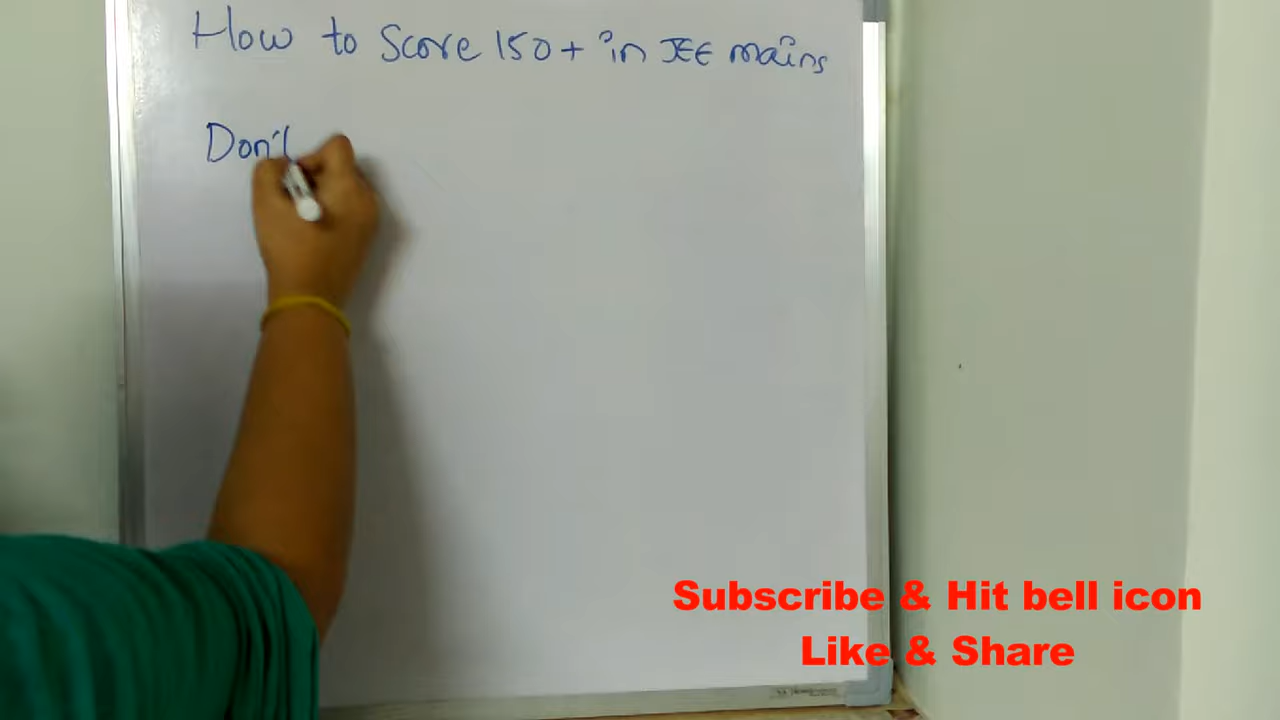 How to Score 150+ in JEE mains
Don't
Subscribe & Hit bell icon
Like & Share